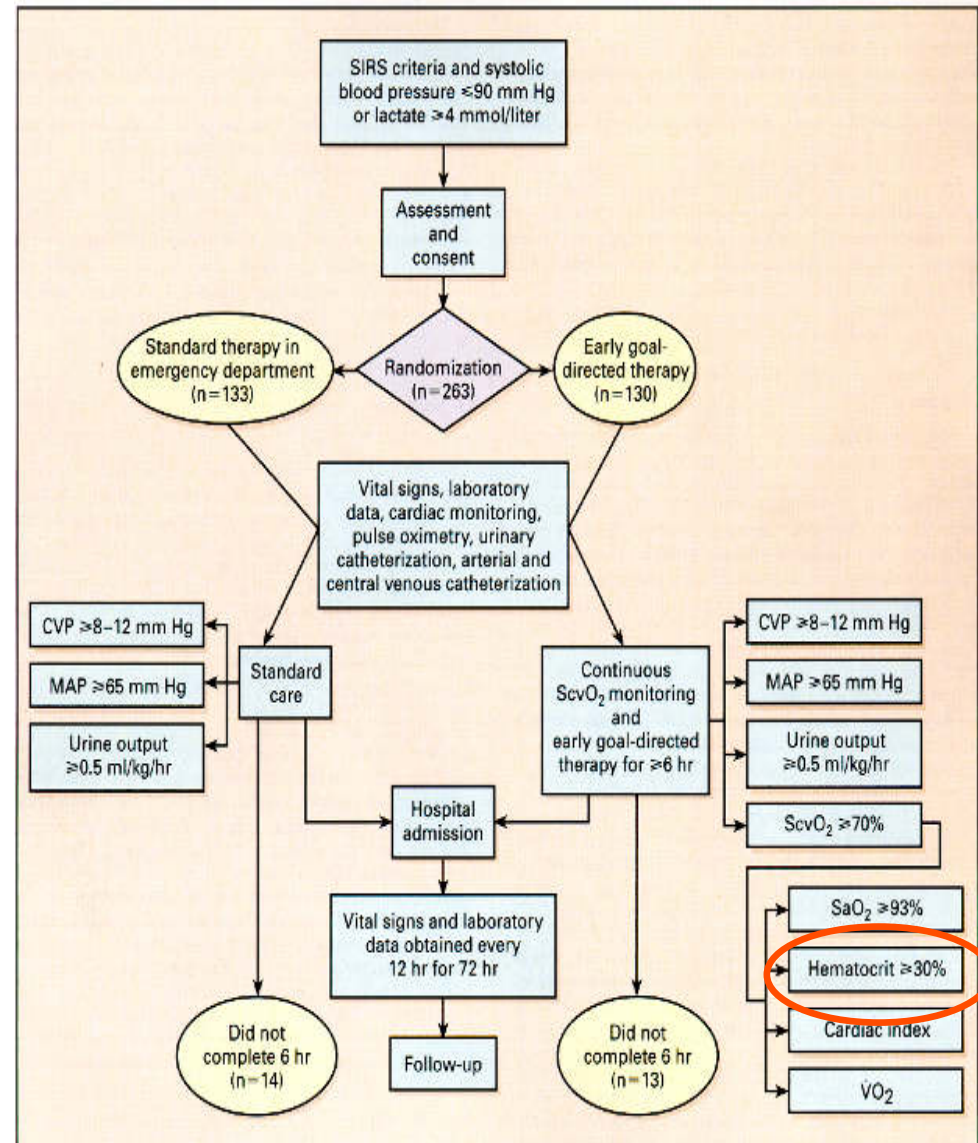 SIRS criteria and systolic
blood pressure ≤90 mm Hg
or lactate ≥4 mmol/liter
Assessment
and
consent
Standard therapy in
emergency department
(n=133)
Randomization
(n=263)
Early goal-
directed therapy
(n=130)
Vital signs, laboratory
data, cardiac monitoring,
pulse oximetry, urinary
catheterization, arterial and
central venous catheterization
CVP ≥8–12 mm Hg
MAP ≥65 mm Hg
Urine output
≥0.5 ml/kg/hr
Standard
care
Continuous
ScvO₂ monitoring
and
early goal-directed
therapy for ≥6 hr
CVP ≥8–12 mm Hg
MAP ≥65 mm Hg
Urine output
≥0.5 ml/kg/hr
ScvO₂ ≥70%
Hospital
admission
SaO₂ ≥93%
Hematocrit ≥30%
Cardiac index
V̇O₂
Vital signs and laboratory
data obtained every
12 hr for 72 hr
Did not
complete 6 hr
(n=14)
Follow-up
Did not
complete 6 hr
(n=13)